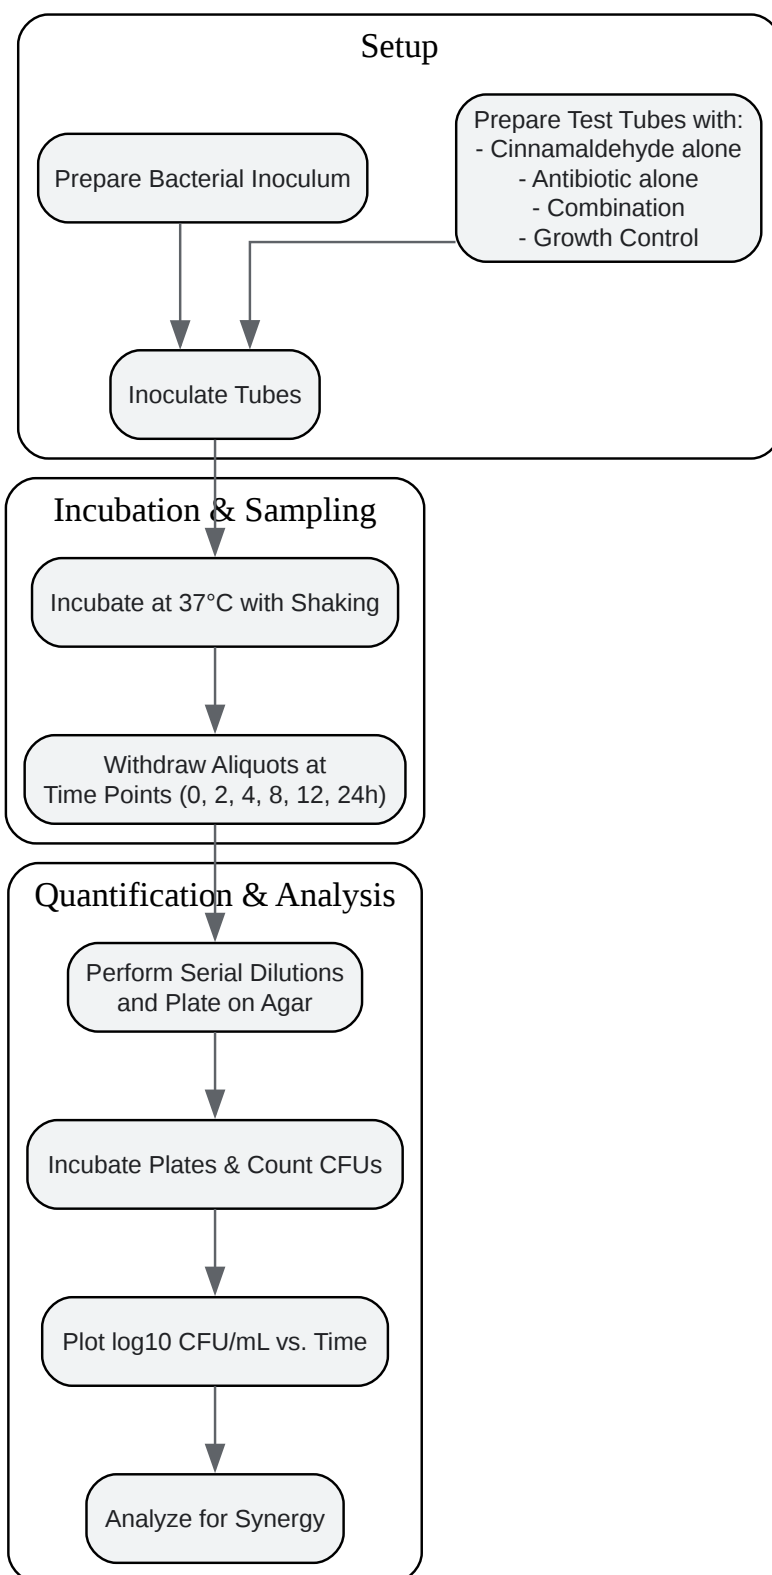 Setup
Prepare Bacterial Inoculum
Prepare Test Tubes with:
- Cinnamaldehyde alone
- Antibiotic alone
- Combination
- Growth Control
Inoculate Tubes
Incubation & Sampling
Incubate at 37°C with Shaking
Withdraw Aliquots at
Time Points (0, 2, 4, 8, 12, 24h)
Quantification & Analysis
Perform Serial Dilutions
and Plate on Agar
Incubate Plates & Count CFUs
Plot log10 CFU/mL vs. Time
Analyze for Synergy